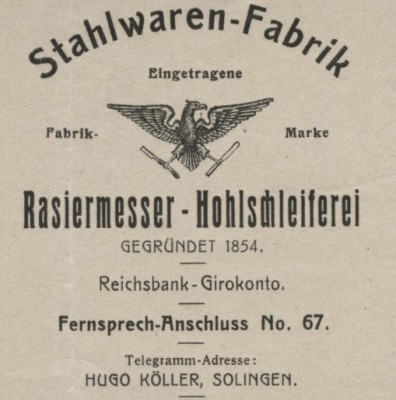 Stahlwaren-Fabrik
Eingetragene
Fabrik- Marke
Rasiermesser - Hohlschleiferei
GEGRÜNDET 1854.
Reichsbank - Girokonto.
Fernsprech-Anschluss No. 67.
Telegramm-Adresse:
HUGO KÖLLER, SOLINGEN.